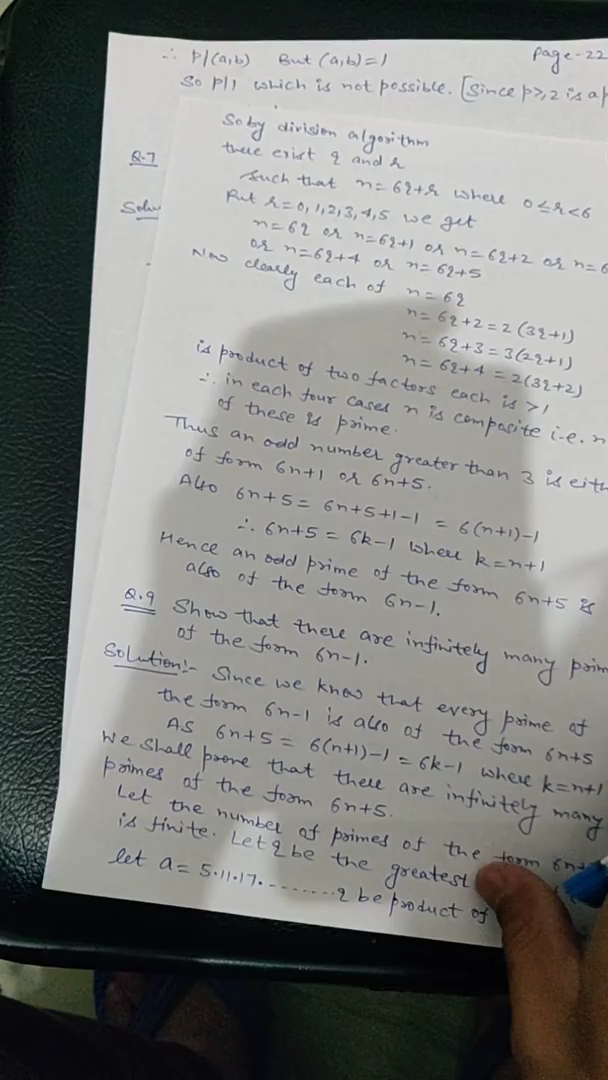 ∴ p/(a,b) But (a,b)=1 Page-22
So p/1 which is not possible. [Since p≥2 is a
So by division algorithm
Q.7 there exist q and r
such that n=6q+r where 0≤r<6
Solu Put r=0,1,2,3,4,5 we get
n=6q or n=6q+1 or n=6q+2 or n=6
or n=6q+4 or n=6q+5
Now clearly each of n=6q
n=6q+2=2(3q+1)
n=6q+3=3(2q+1)
n=6q+4=2(3q+2)
is product of two factors each is >1
∴ in each four cases n is composite i.e. n
of these is prime.
Thus an odd number greater than 3 is eith
of form 6n+1 or 6n+5.
Also 6n+5=6n+5+1-1 = 6(n+1)-1
∴ 6n+5=6k-1 where k=n+1
Hence an odd prime of the form 6n+5 is
also of the form 6n-1.
Q.9 Show that there are infinitely many prim
of the form 6n-1.
Solution:- Since we know that every prime of
the form 6n-1 is also of the form 6n+5
As 6n+5=6(n+1)-1=6k-1 where k=n+1
We shall prove that there are infinitely many
primes of the form 6n+5.
Let the number of primes of the form 6n+
is finite. Let q be the greatest
let a=5.11.17.........q be product of